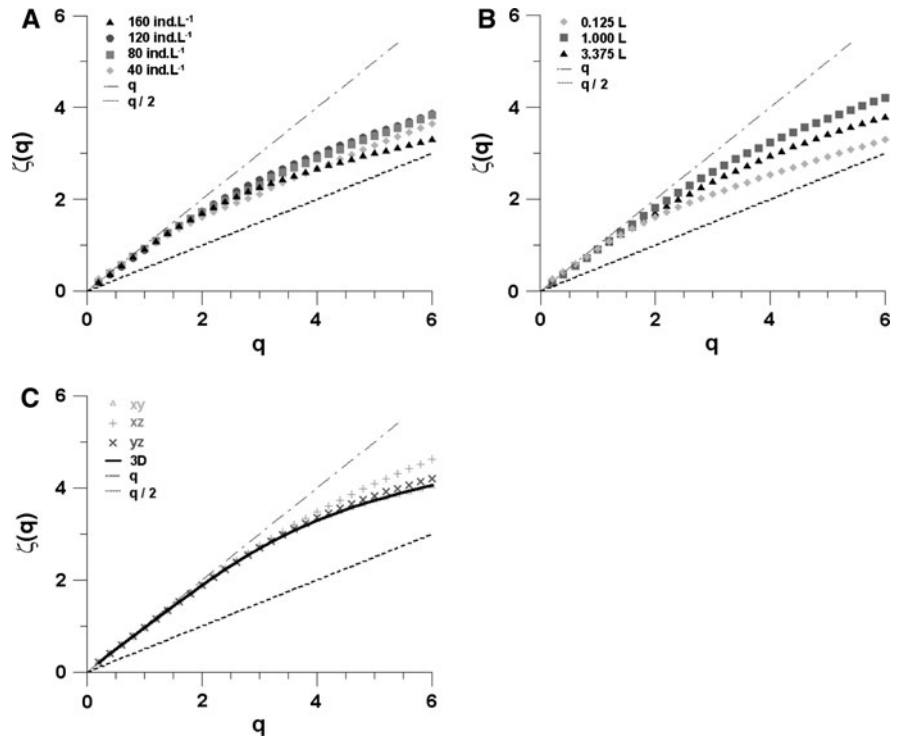 A
160 ind.L⁻¹
120 ind.L⁻¹
80 ind.L⁻¹
40 ind.L⁻¹
q
q / 2
6
4
2
0
ζ(q)
0 2 4 6
q
B
0.125 L
1.000 L
3.375 L
q
q / 2
6
4
2
0
ζ(q)
0 2 4 6
q
C
xy
xz
yz
3D
q
q / 2
6
4
2
0
ζ(q)
0 2 4 6
q